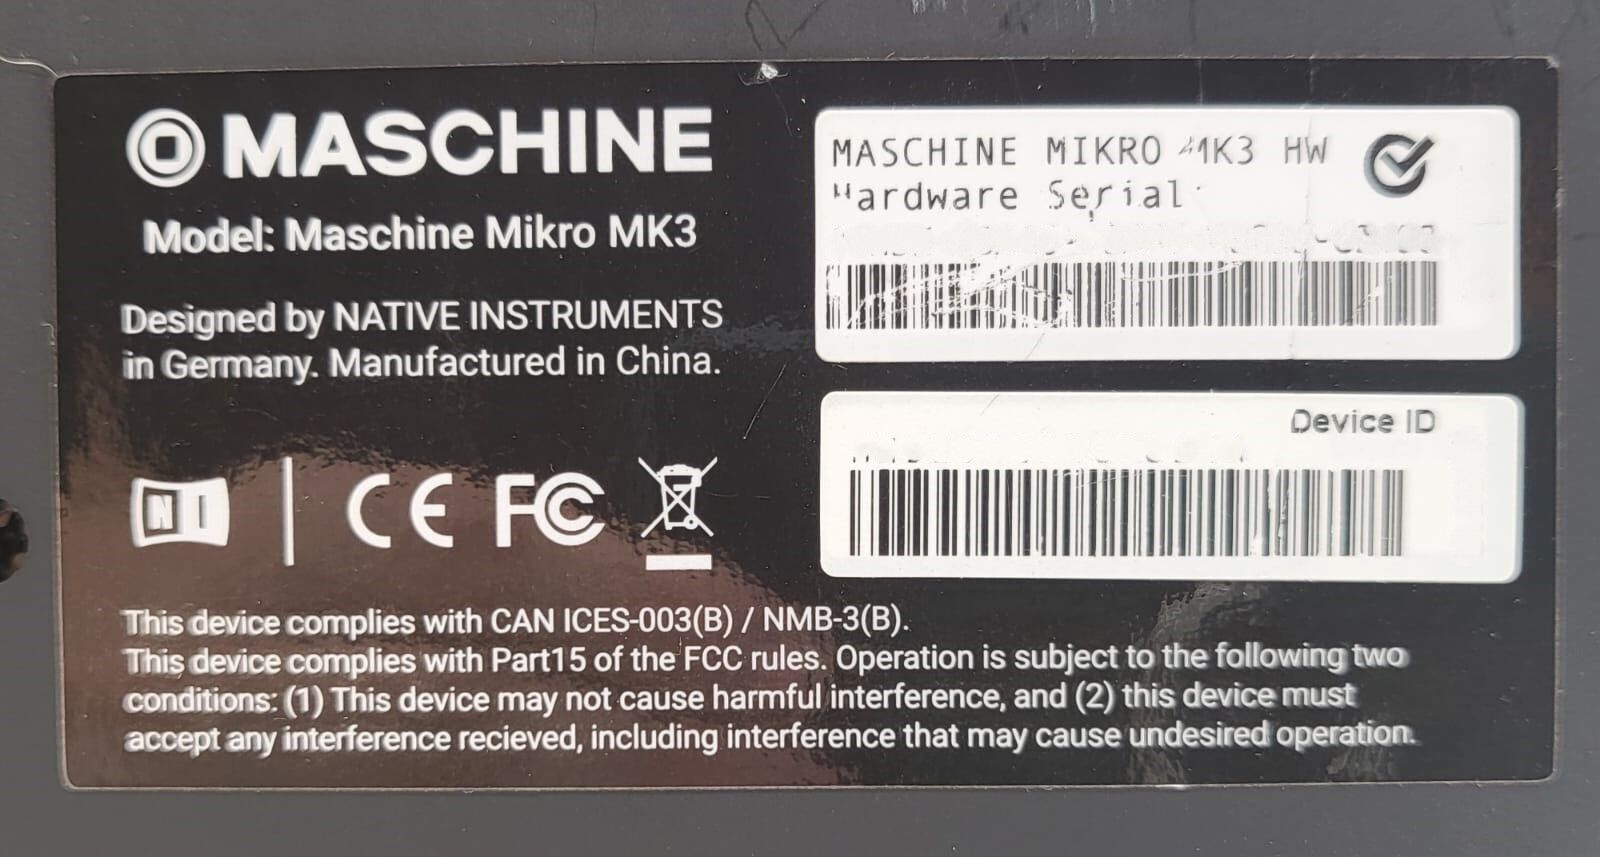 MASCHINE
Model: Maschine Mikro MK3
Designed by NATIVE INSTRUMENTS
in Germany. Manufactured in China.
MASCHINE MIKRO MK3 HW
Hardware Serial
Device ID
NI
CE FC
This device complies with CAN ICES-003(B) / NMB-3(B).
This device complies with Part15 of the FCC rules. Operation is subject to the following two
conditions: (1) This device may not cause harmful interference, and (2) this device must
accept any interference recieved, including interference that may cause undesired operation.